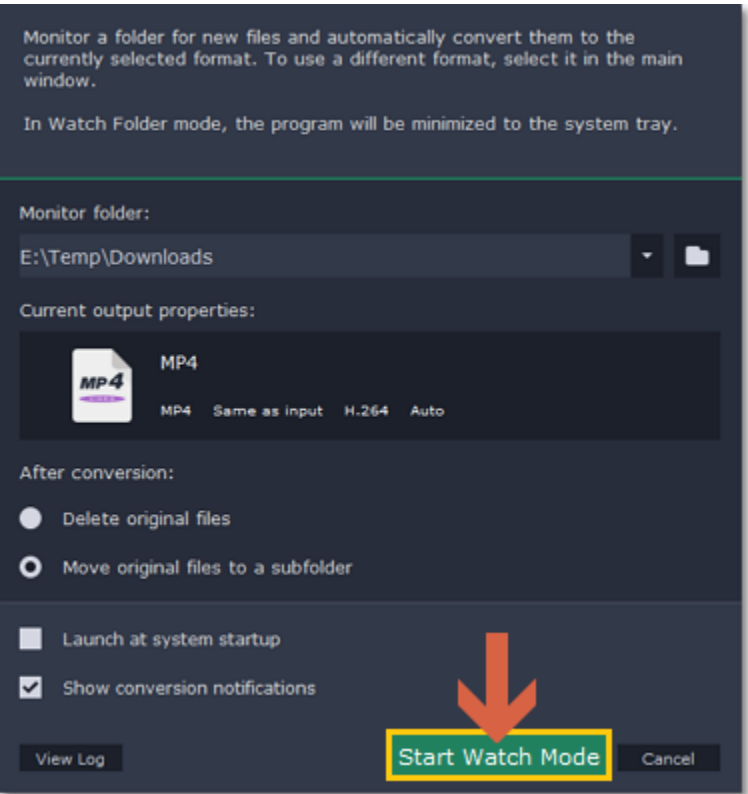 Monitor a folder for new files and automatically convert them to the
currently selected format. To use a different format, select it in the main
window.
In Watch Folder mode, the program will be minimized to the system tray.
Monitor folder:
E:\Temp\Downloads
Current output properties:
MP4
MP4
MP4 Same as input H.264 Auto
After conversion:
Delete original files
Move original files to a subfolder
Launch at system startup
Show conversion notifications
View Log Start Watch Mode Cancel